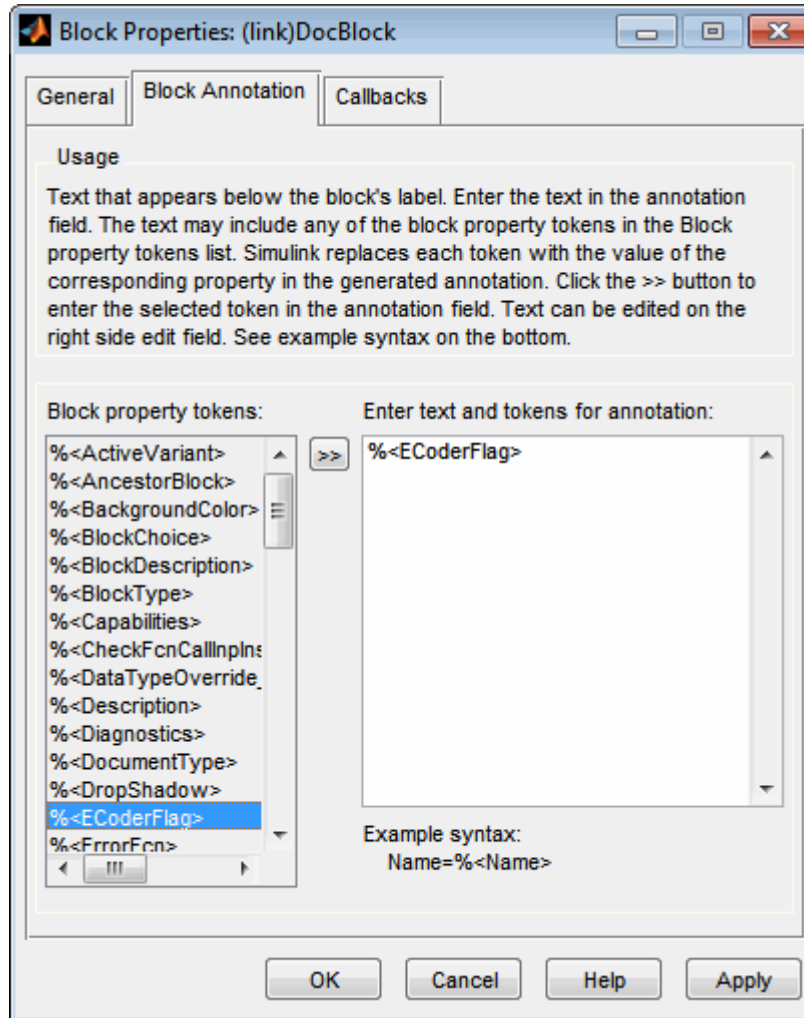 Block Properties: (link)DocBlock
General
Block Annotation
Callbacks
Usage
Text that appears below the block's label. Enter the text in the annotation
field. The text may include any of the block property tokens in the Block
property tokens list. Simulink replaces each token with the value of the
corresponding property in the generated annotation. Click the >> button to
enter the selected token in the annotation field. Text can be edited on the
right side edit field. See example syntax on the bottom.
Block property tokens:
%<ActiveVariant>
%<AncestorBlock>
%<BackgroundColor>
%<BlockChoice>
%<BlockDescription>
%<BlockType>
%<Capabilities>
%<CheckFcnCallInpIns
%<DataTypeOverride_
%<Description>
%<Diagnostics>
%<DocumentType>
%<DropShadow>
%<ECoderFlag>
%<ErrorFcn>
>>
Enter text and tokens for annotation:
%<ECoderFlag>
Example syntax:
Name=%<Name>
OK
Cancel
Help
Apply